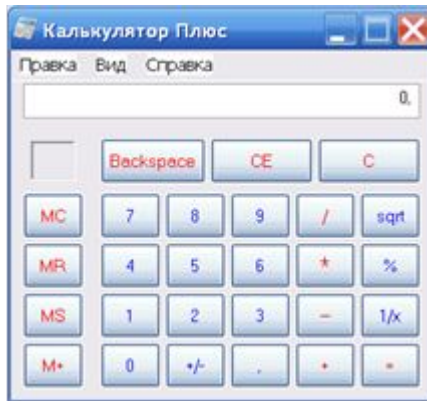 Калькулятор Плюс
Правка Вид Справка
0,
Backspace CE C
MC 7 8 9 / sqrt
MR 4 5 6 * %
MS 1 2 3 - 1/x
M+ 0 +/- , + =